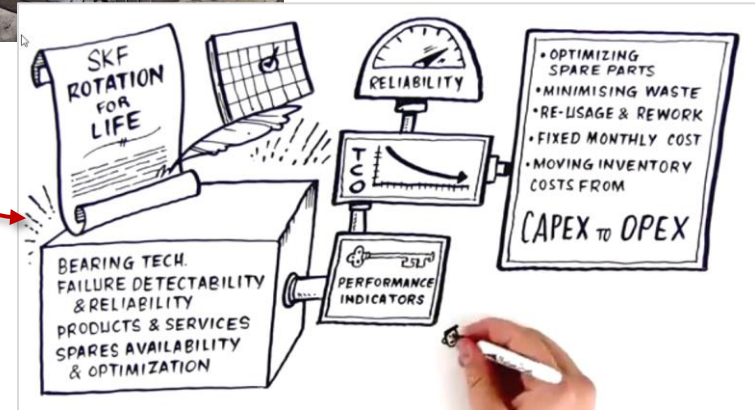 SKF
ROTATION
FOR
LIFE
RELIABILITY
TCO
• OPTIMIZING
SPARE PARTS
• MINIMISING WASTE
• RE-USAGE & REWORK
• FIXED MONTHLY COST
• MOVING INVENTORY
COSTS FROM
CAPEX TO OPEX
BEARING TECH.
FAILURE DETECTABILITY
& RELIABILITY
PRODUCTS & SERVICES
SPARES AVAILABILITY
& OPTIMIZATION
PERFORMANCE
INDICATORS